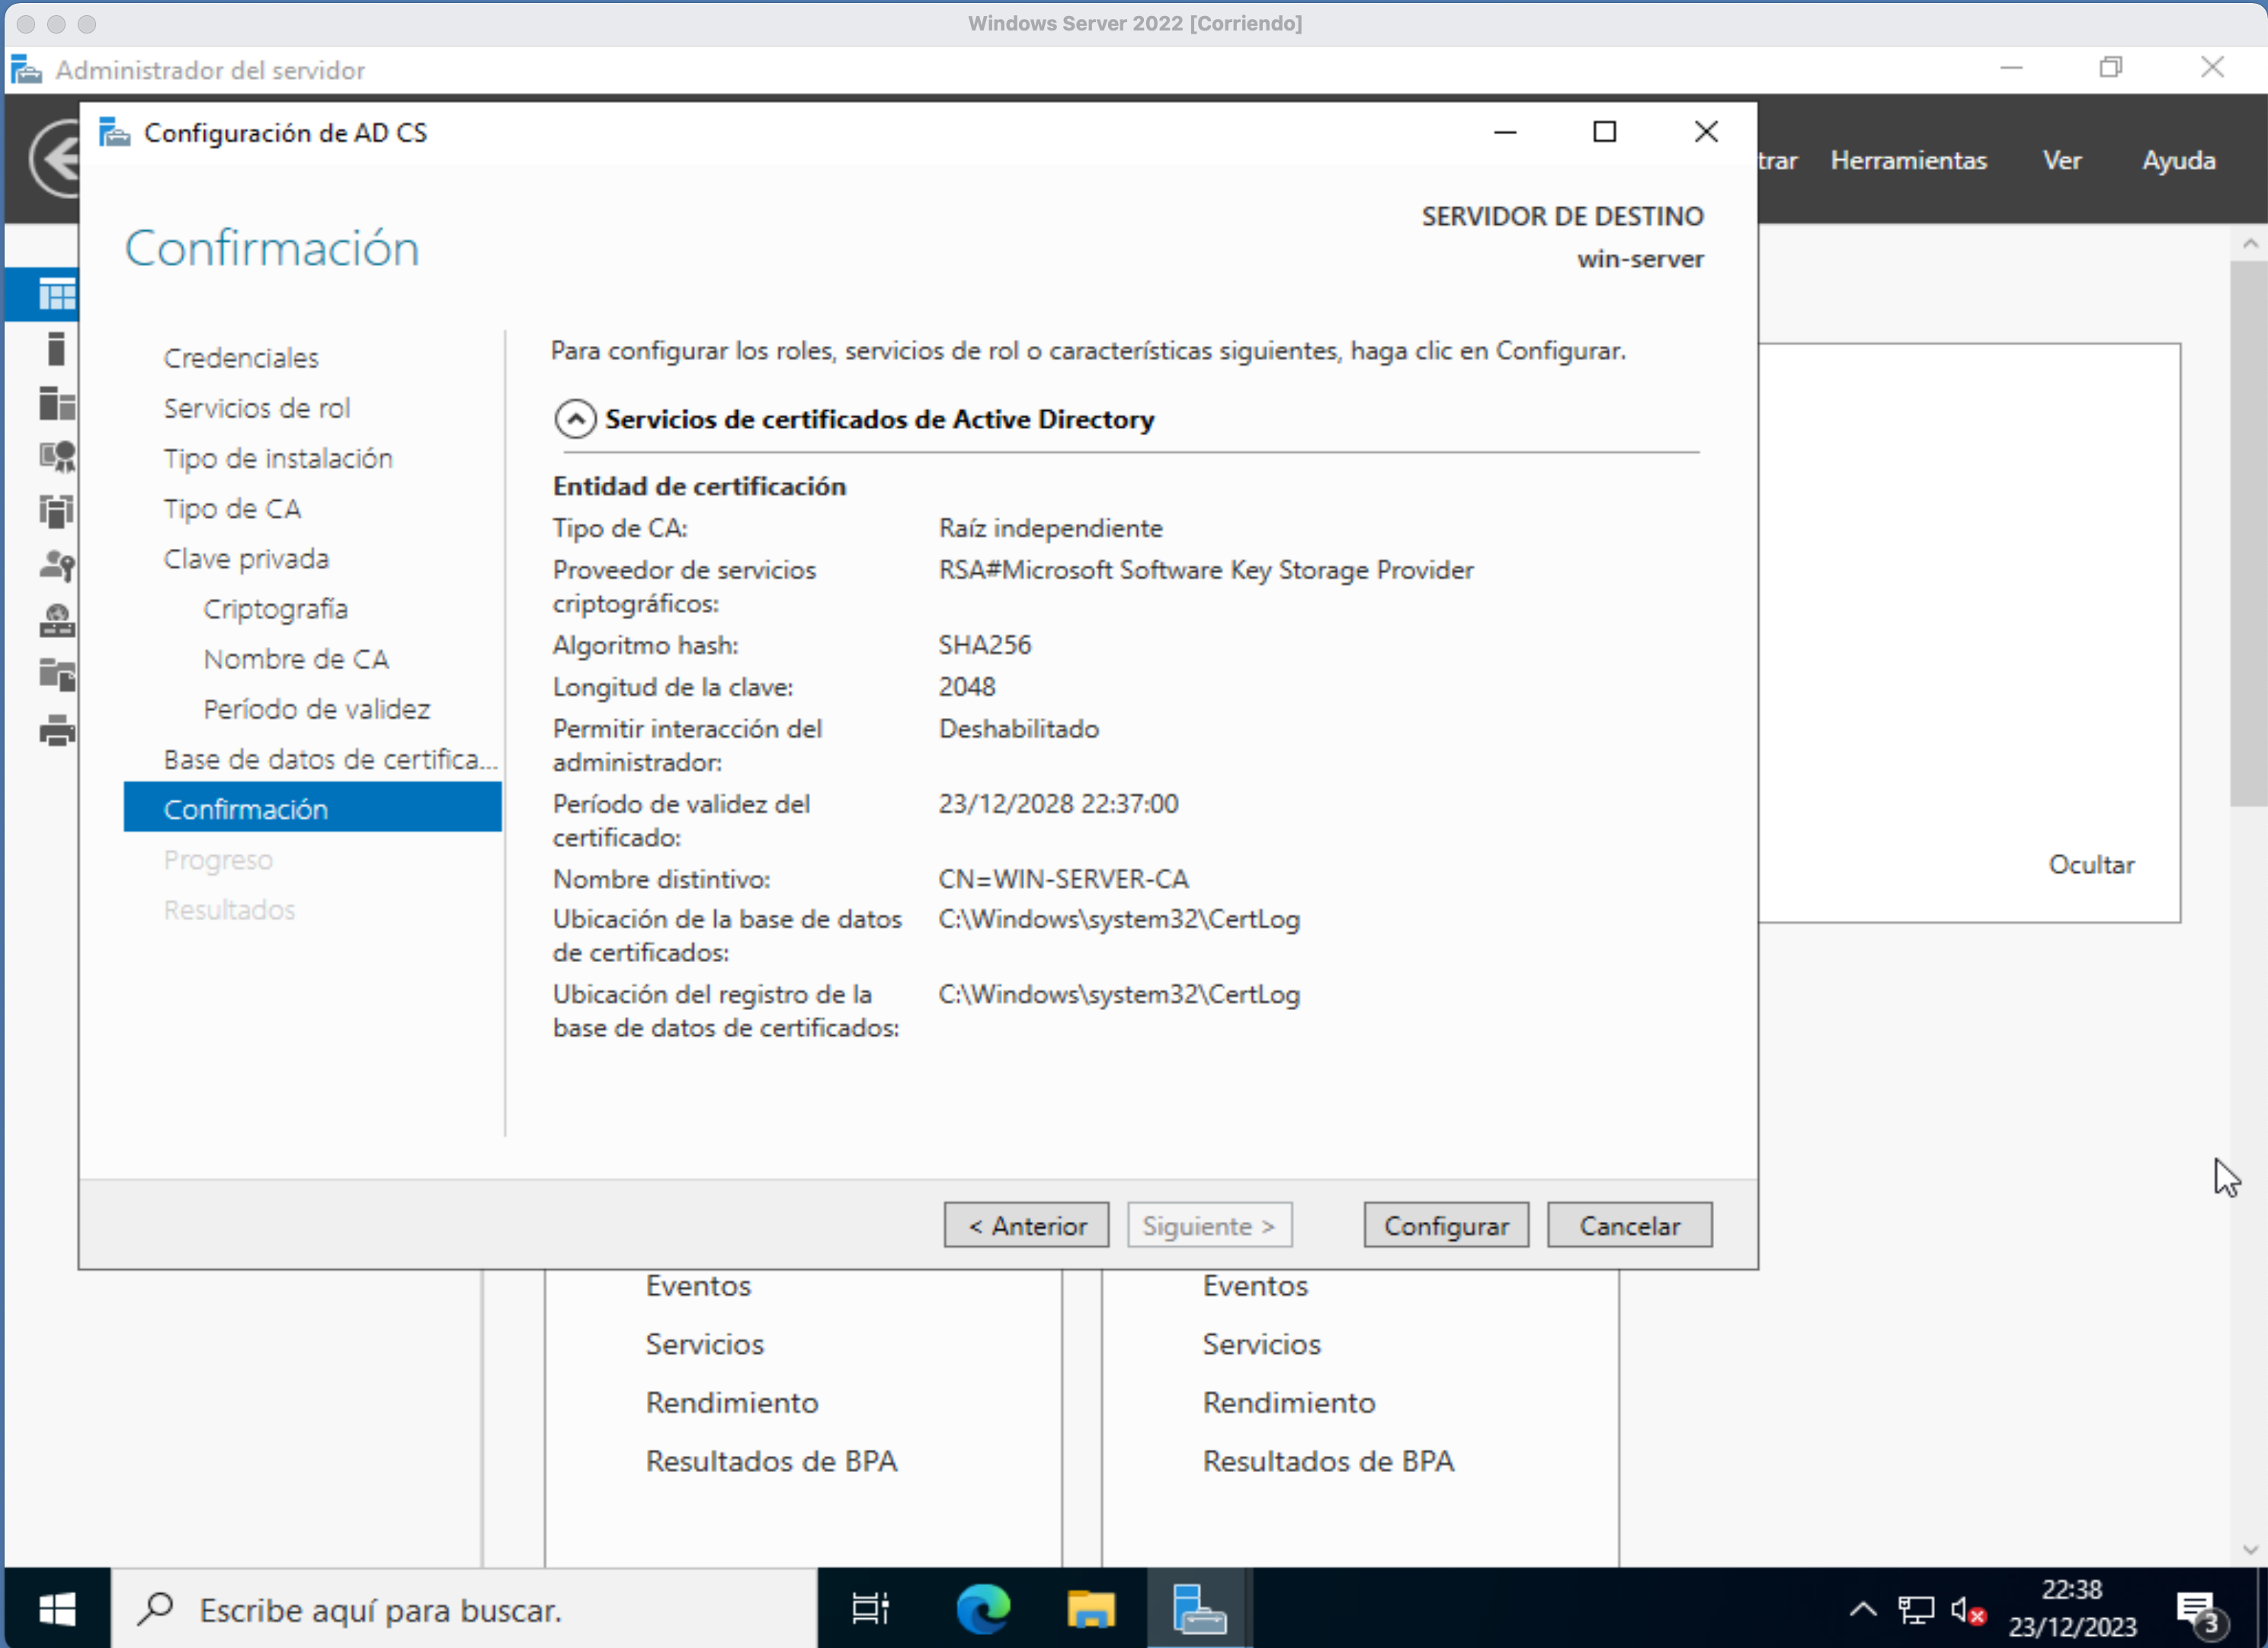 Windows Server 2022 [Corriendo]
Administrador del servidor
Configuración de AD CS
trar Herramientas Ver Ayuda
Confirmación
SERVIDOR DE DESTINO
win-server
Credenciales
Servicios de rol
Tipo de instalación
Tipo de CA
Clave privada
Criptografía
Nombre de CA
Período de validez
Base de datos de certifica...
Confirmación
Progreso
Resultados
Para configurar los roles, servicios de rol o características siguientes, haga clic en Configurar.
Servicios de certificados de Active Directory
Entidad de certificación
Tipo de CA: Raíz independiente
Proveedor de servicios RSA#Microsoft Software Key Storage Provider
criptográficos:
Algoritmo hash: SHA256
Longitud de la clave: 2048
Permitir interacción del Deshabilitado
administrador:
Período de validez del 23/12/2028 22:37:00
certificado:
Nombre distintivo: CN=WIN-SERVER-CA
Ubicación de la base de datos C:\Windows\system32\CertLog
de certificados:
Ubicación del registro de la C:\Windows\system32\CertLog
base de datos de certificados:
Ocultar
< Anterior Siguiente > Configurar Cancelar
Eventos Eventos
Servicios Servicios
Rendimiento Rendimiento
Resultados de BPA Resultados de BPA
Escribe aquí para buscar.
22:38
23/12/2023
3